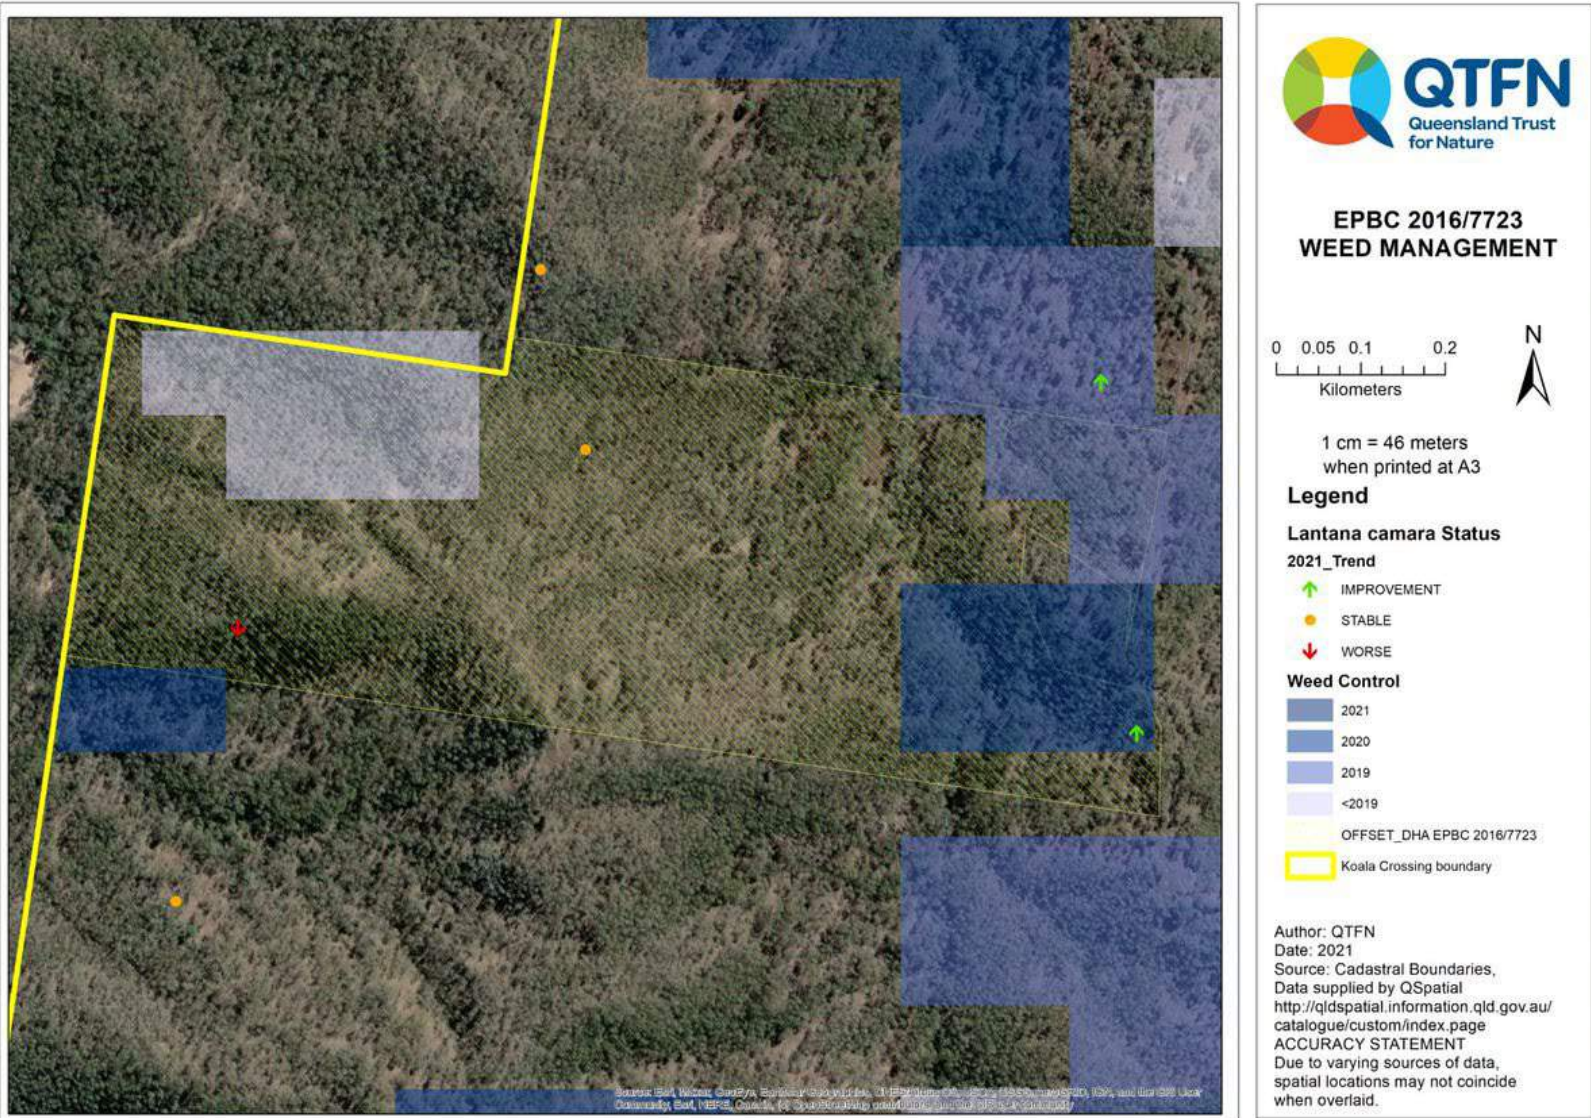 QTFN
Queensland Trust
for Nature
EPBC 2016/7723
WEED MANAGEMENT
0 0.05 0.1 0.2
Kilometers
N
1 cm = 46 meters
when printed at A3
Legend
Lantana camara Status
2021_Trend
IMPROVEMENT
STABLE
WORSE
Weed Control
2021
2020
2019
<2019
OFFSET_DHA EPBC 2016/7723
Koala Crossing boundary
Author: QTFN
Date: 2021
Source: Cadastral Boundaries,
Data supplied by QSpatial
http://qldspatial.information.qld.gov.au/
catalogue/custom/index.page
ACCURACY STATEMENT
Due to varying sources of data,
spatial locations may not coincide
when overlaid.